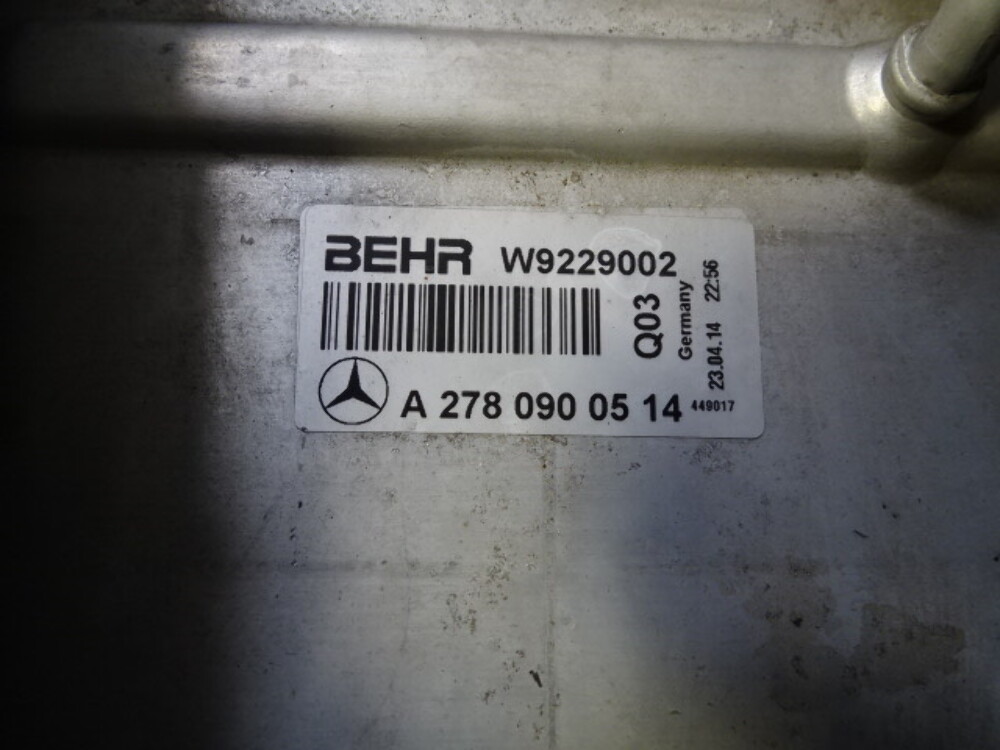 BEHR W9229002
Q03
Germany
23.04.14 22:56
A 278 090 05 14 449017